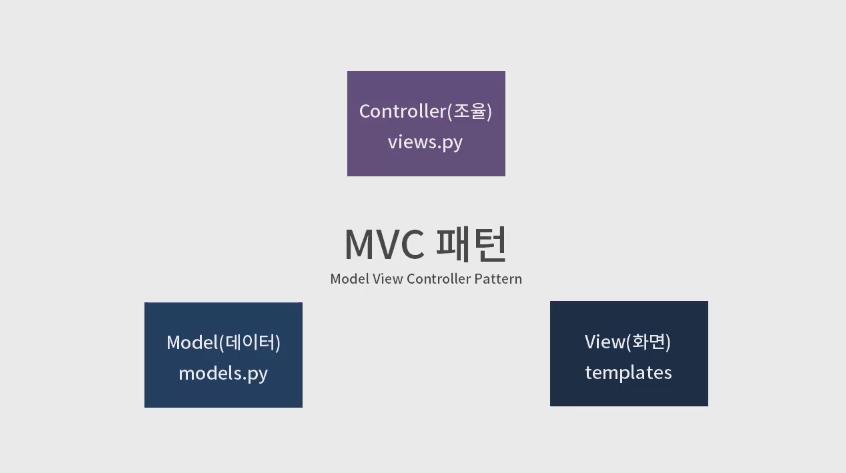 Controller(조율)
views.py
MVC 패턴
Model View Controller Pattern
Model(데이터)
models.py
View(화면)
templates